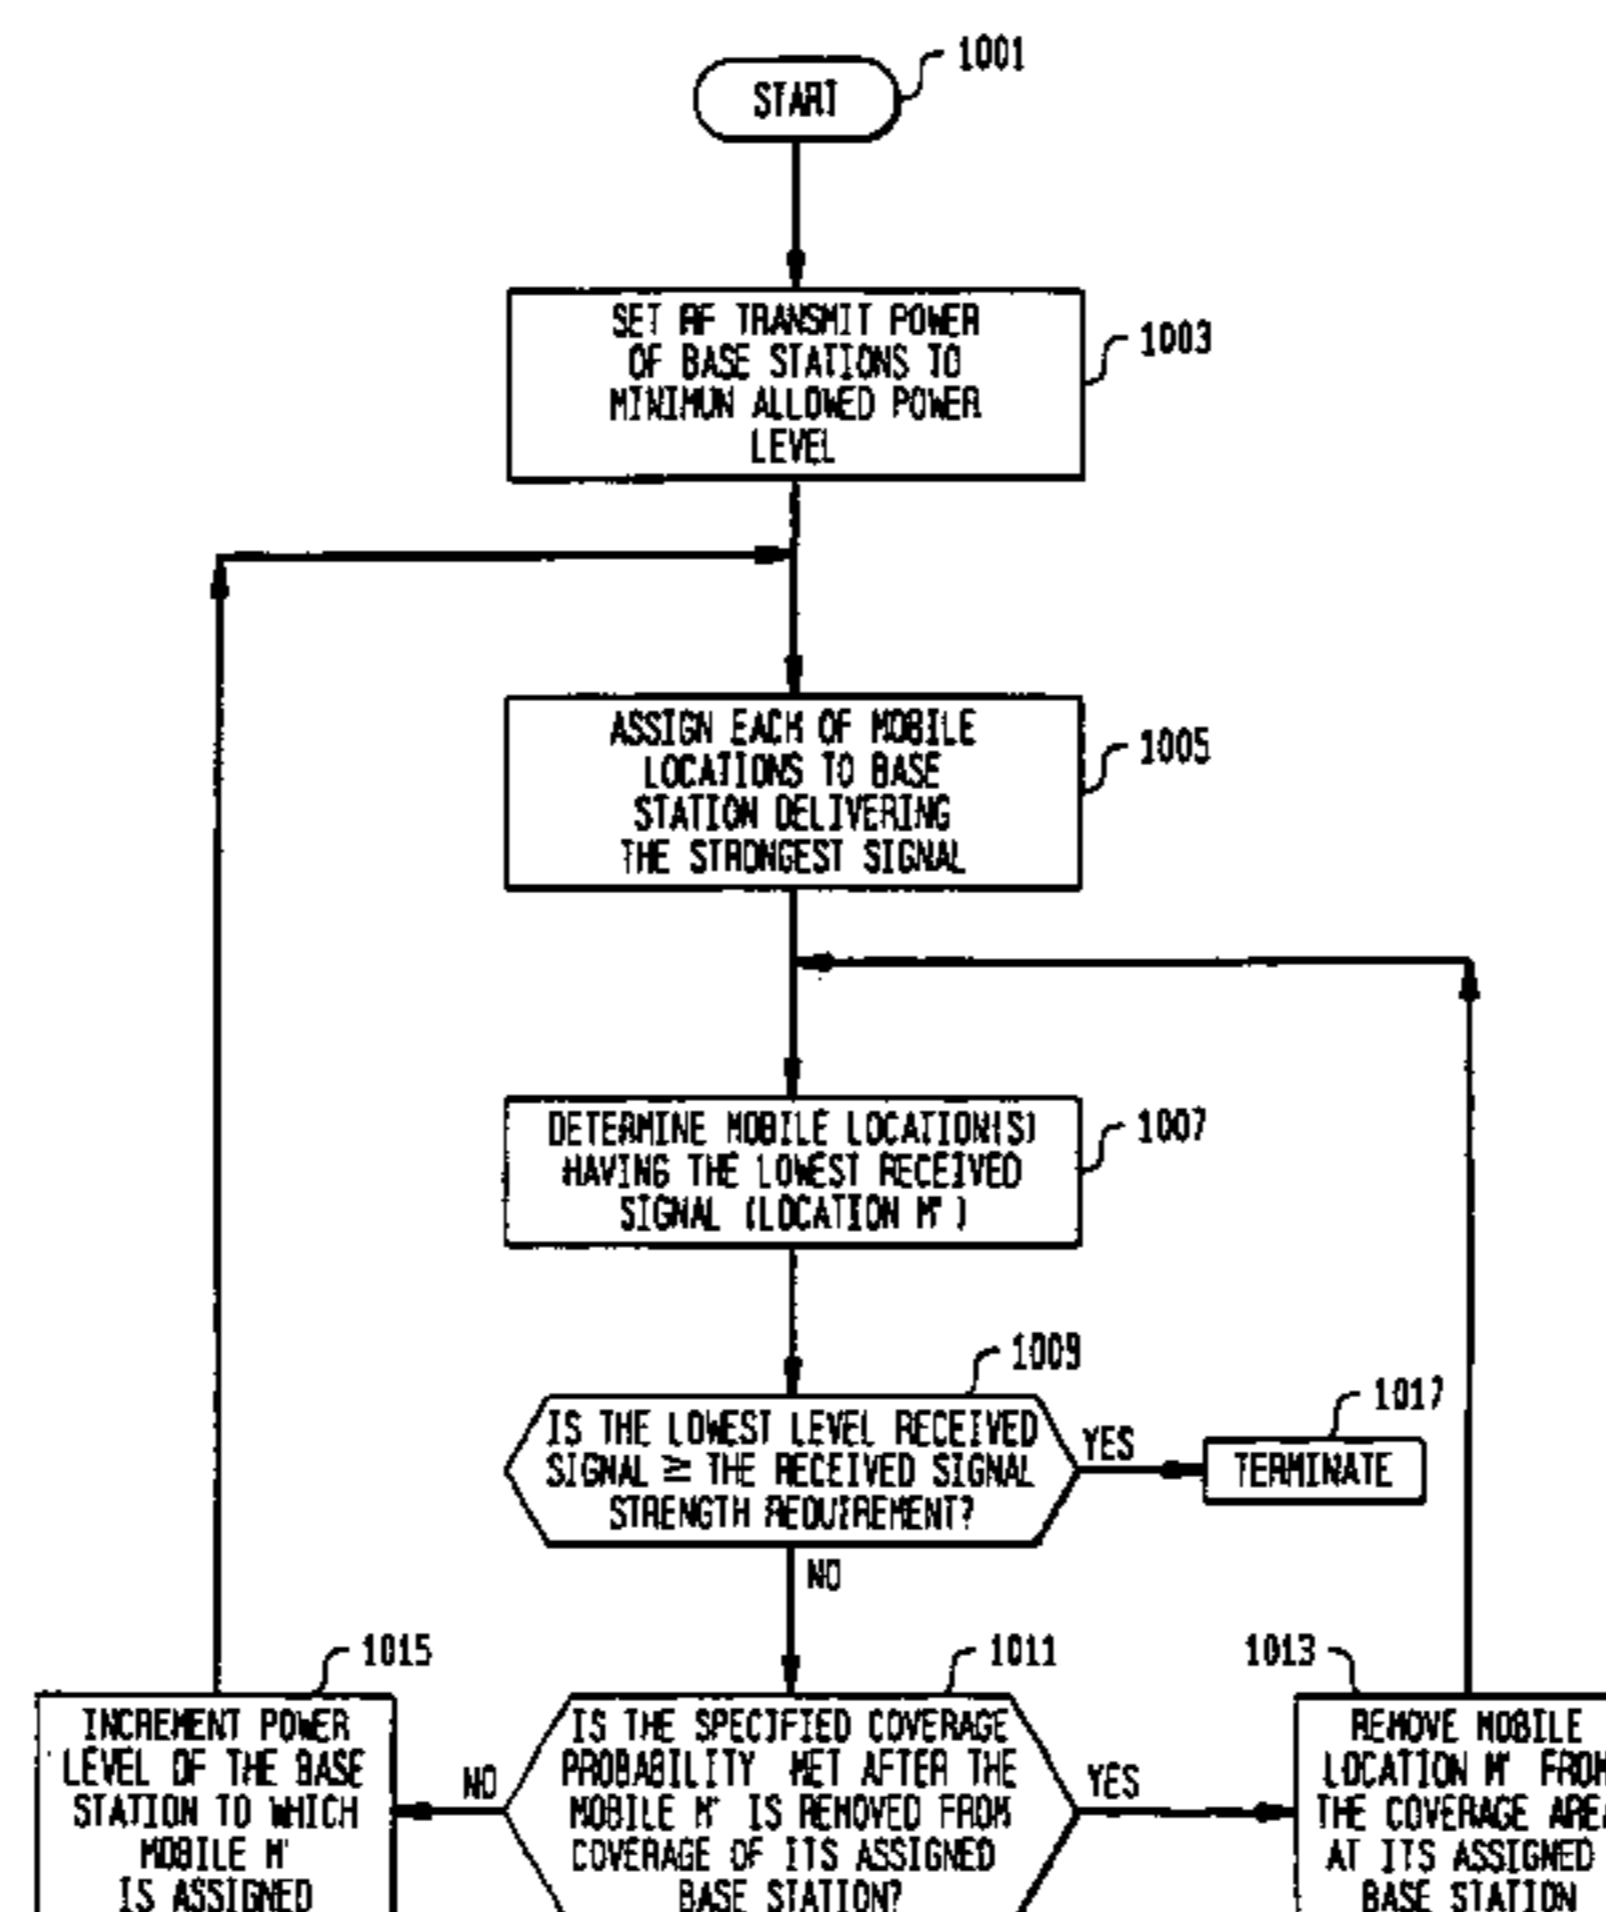 1001
START
SET RF TRANSMIT POWER
OF BASE STATIONS TO
MINIMUN ALLOWED POWER
LEVEL
1003
ASSIGN EACH OF MOBILE
LOCATIONS TO BASE
STATION DELIVERING
THE STRONGEST SIGNAL
1005
DETERMINE MOBILE LOCATION(S)
HAVING THE LOWEST RECEIVED
SIGNAL (LOCATION M')
1007
1009
IS THE LOWEST LEVEL RECEIVED
SIGNAL ≥ THE RECEIVED SIGNAL
STRENGTH REQUIREMENT?
YES
1017
TERMINATE
NO
1015
INCREMENT POWER
LEVEL OF THE BASE
STATION TO WHICH
MOBILE M'
IS ASSIGNED
NO
1011
IS THE SPECIFIED COVERAGE
PROBABILITY MET AFTER THE
MOBILE M' IS REMOVED FROM
COVERAGE OF ITS ASSIGNED
BASE STATION?
YES
1013
REMOVE MOBILE
LOCATION M' FROM
THE COVERAGE AREA
AT ITS ASSIGNED
BASE STATION